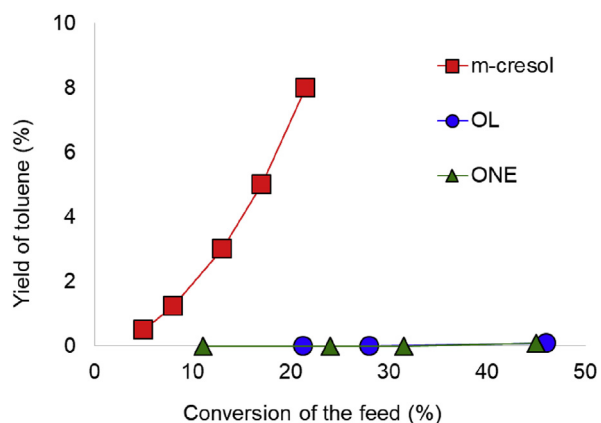 10
8
6
4
2
0
Yield of toluene (%)
m-cresol
OL
ONE
0 10 20 30 40 50
Conversion of the feed (%)